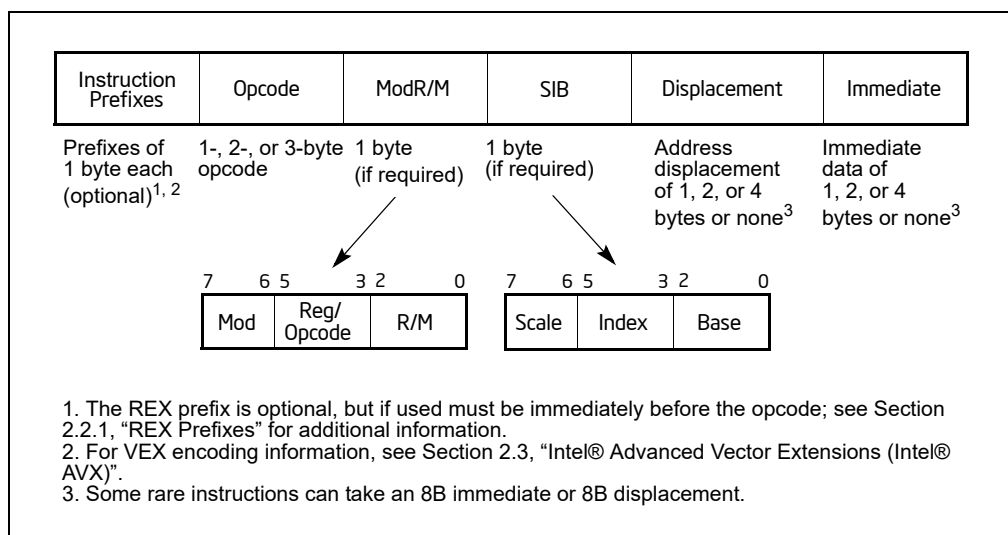 Instruction Prefixes Opcode ModR/M SIB Displacement Immediate
Prefixes of 1 byte each (optional)1, 2
1-, 2-, or 3-byte opcode
1 byte (if required)
1 byte (if required)
Address displacement of 1, 2, or 4 bytes or none3
Immediate data of 1, 2, or 4 bytes or none3
7 6 5 3 2 0
Mod Reg/Opcode R/M
7 6 5 3 2 0
Scale Index Base
1. The REX prefix is optional, but if used must be immediately before the opcode; see Section
2.2.1, “REX Prefixes” for additional information.
2. For VEX encoding information, see Section 2.3, “Intel® Advanced Vector Extensions (Intel®
AVX)”.
3. Some rare instructions can take an 8B immediate or 8B displacement.